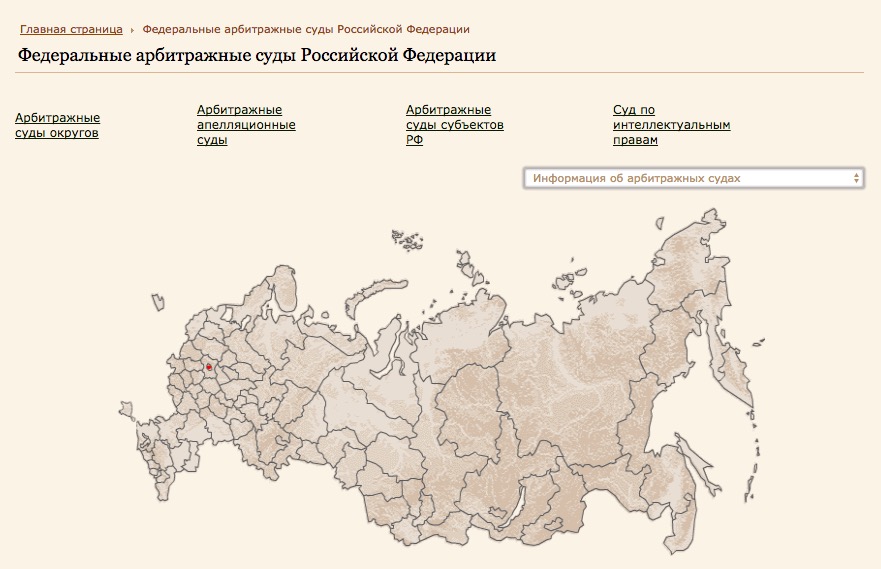 Главная страница › Федеральные арбитражные суды Российской Федерации
Федеральные арбитражные суды Российской Федерации
Арбитражные
суды округов
Арбитражные
апелляционные
суды
Арбитражные
суды субъектов
РФ
Суд по
интеллектуальным
правам
Информация об арбитражных судах